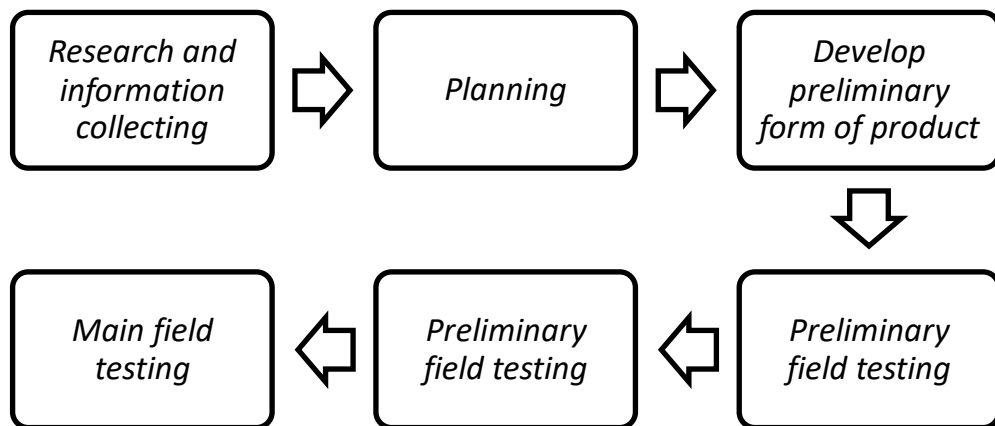 Research and
information
collecting
Planning
Develop
preliminary
form of product
Preliminary
field testing
Preliminary
field testing
Main field
testing